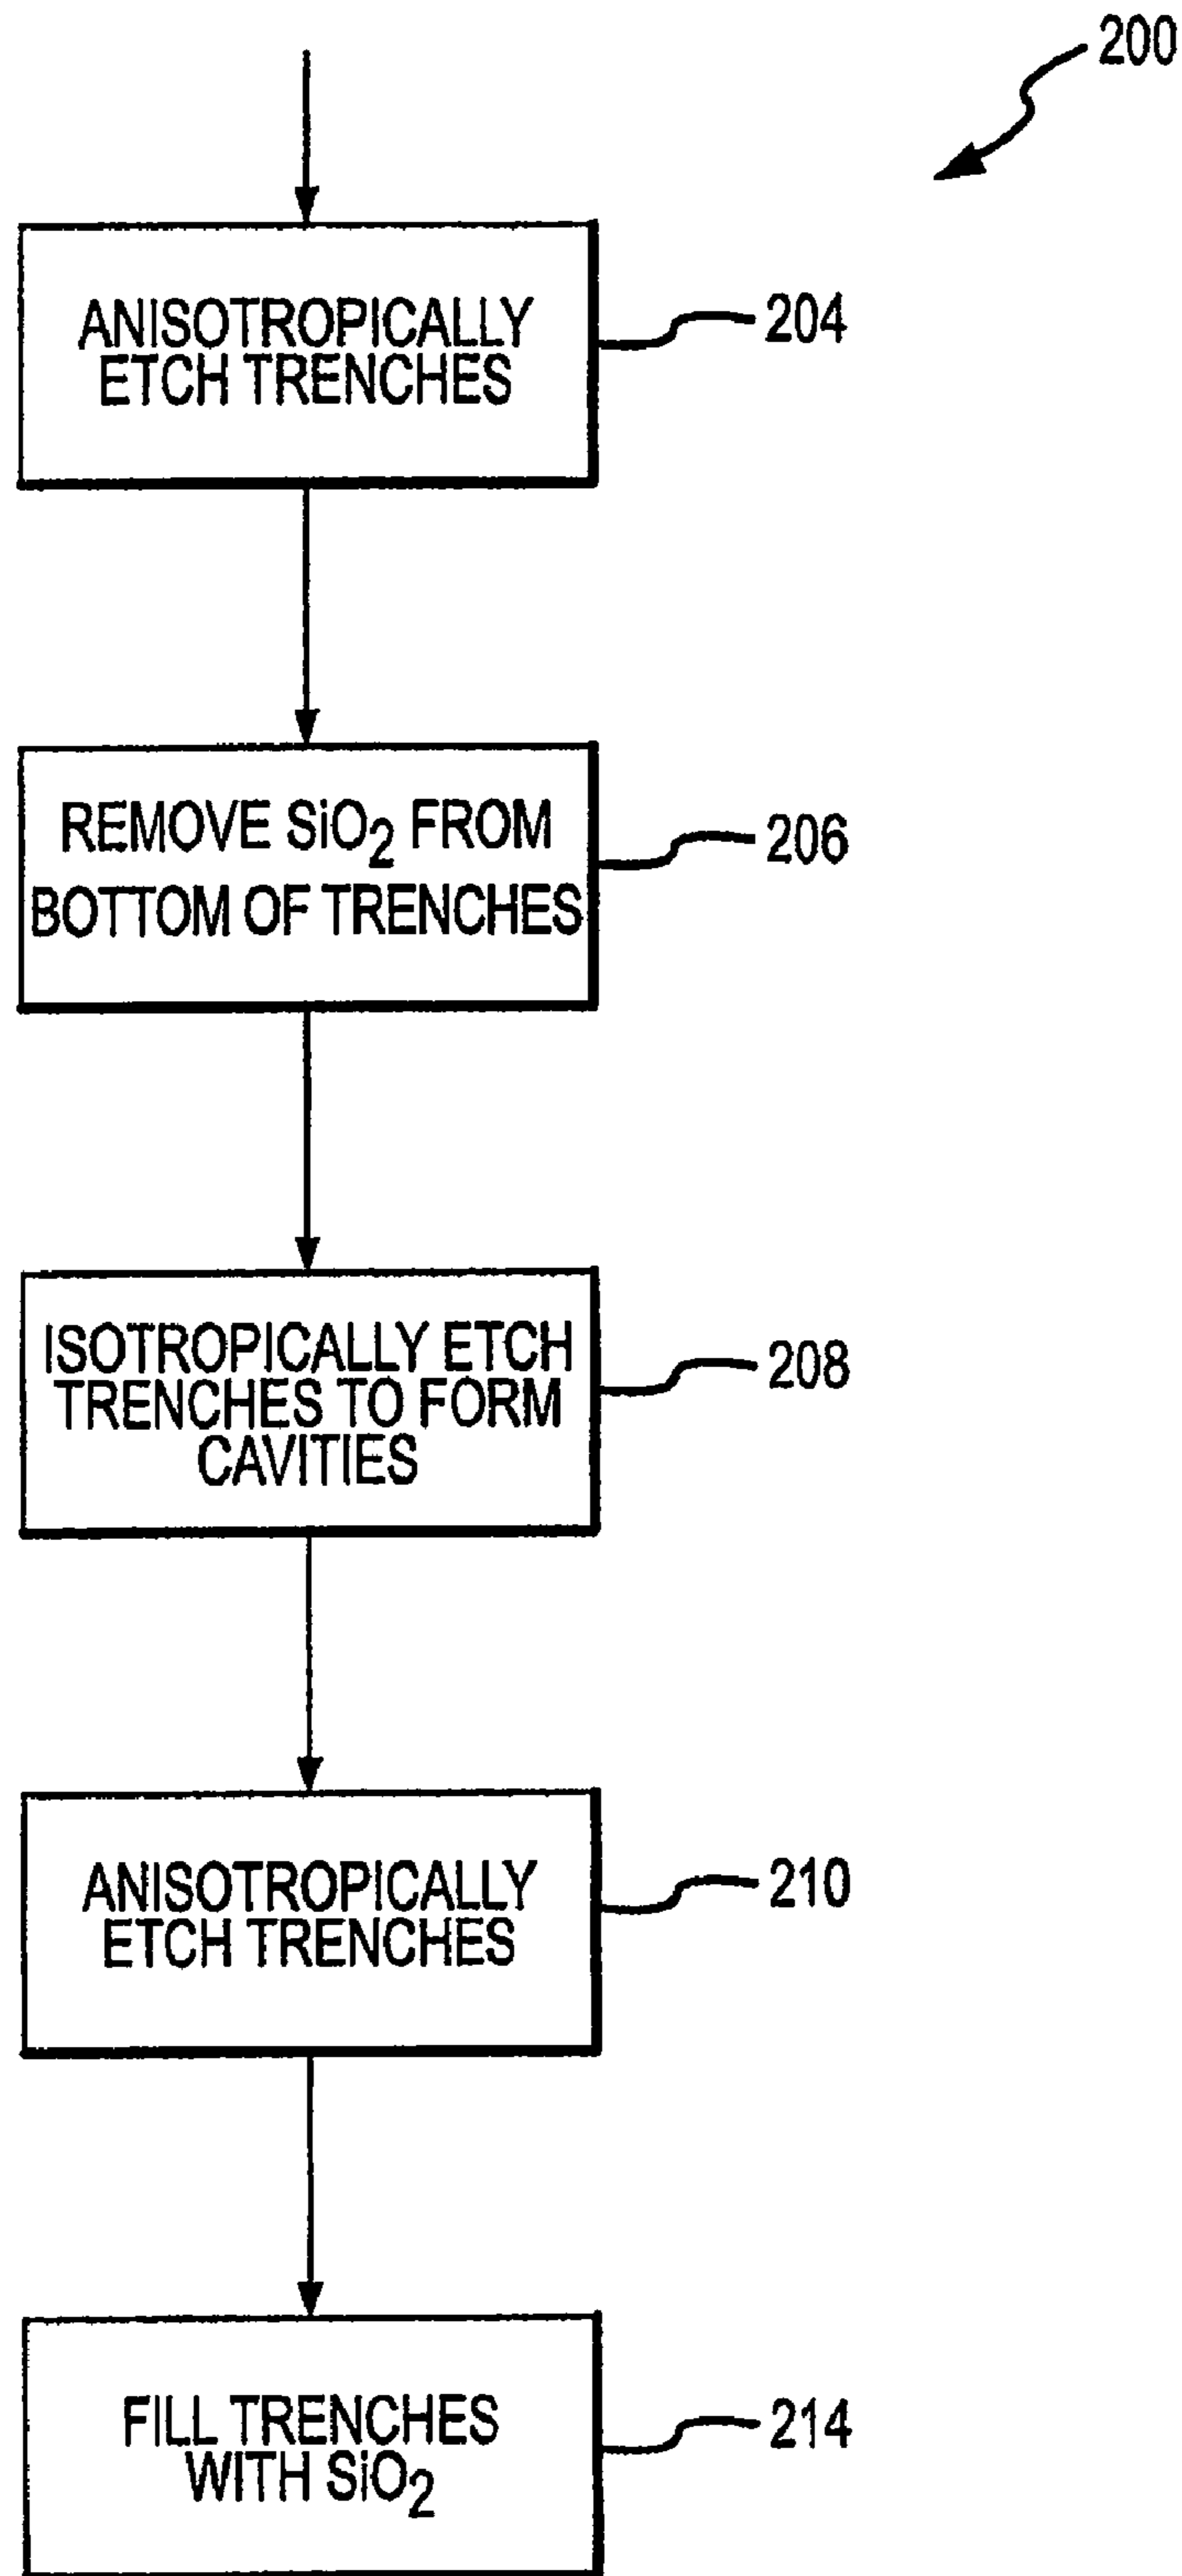 200
ANISOTROPICALLY
ETCH TRENCHES
204
REMOVE SiO₂ FROM
BOTTOM OF TRENCHES
206
ISOTROPICALLY ETCH
TRENCHES TO FORM
CAVITIES
208
ANISOTROPICALLY
ETCH TRENCHES
210
FILL TRENCHES
WITH SiO₂
214